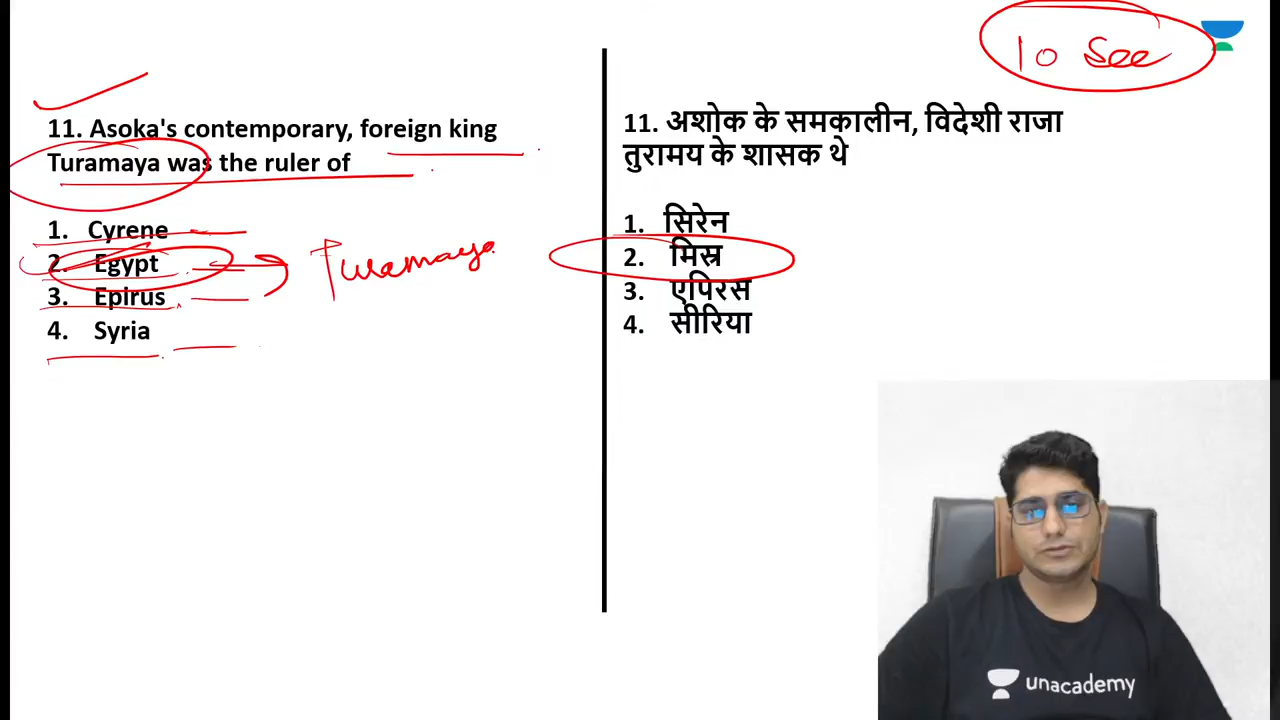 10 See
11. Asoka's contemporary, foreign king
Turamaya was the ruler of
1. Cyrene
2. Egypt
3. Epirus
4. Syria
Turamaya
11. अशोक के समकालीन, विदेशी राजा
तुरामय के शासक थे
1. सिरेन
2. मिस्र
3. एपिरस
4. सीरिया
unacademy